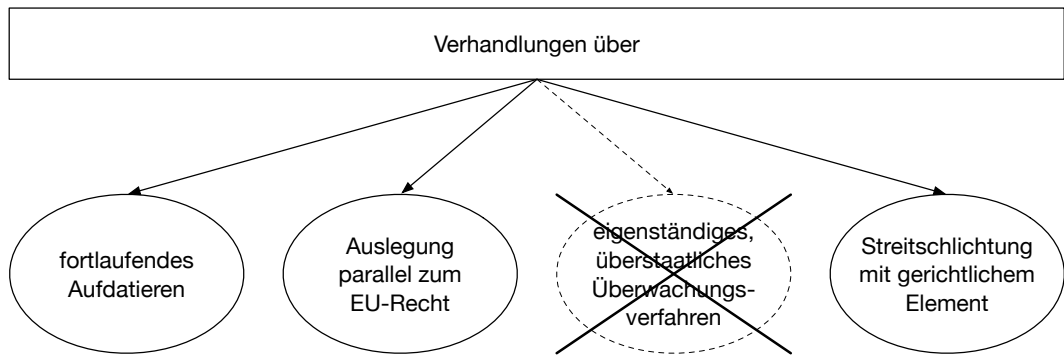 Verhandlungen über
fortlaufendes
Aufdatieren
Auslegung
parallel zum
EU-Recht
eigenständiges,
überstaatliches
Überwachungs-
verfahren
Streitschlichtung
mit gerichtlichem
Element